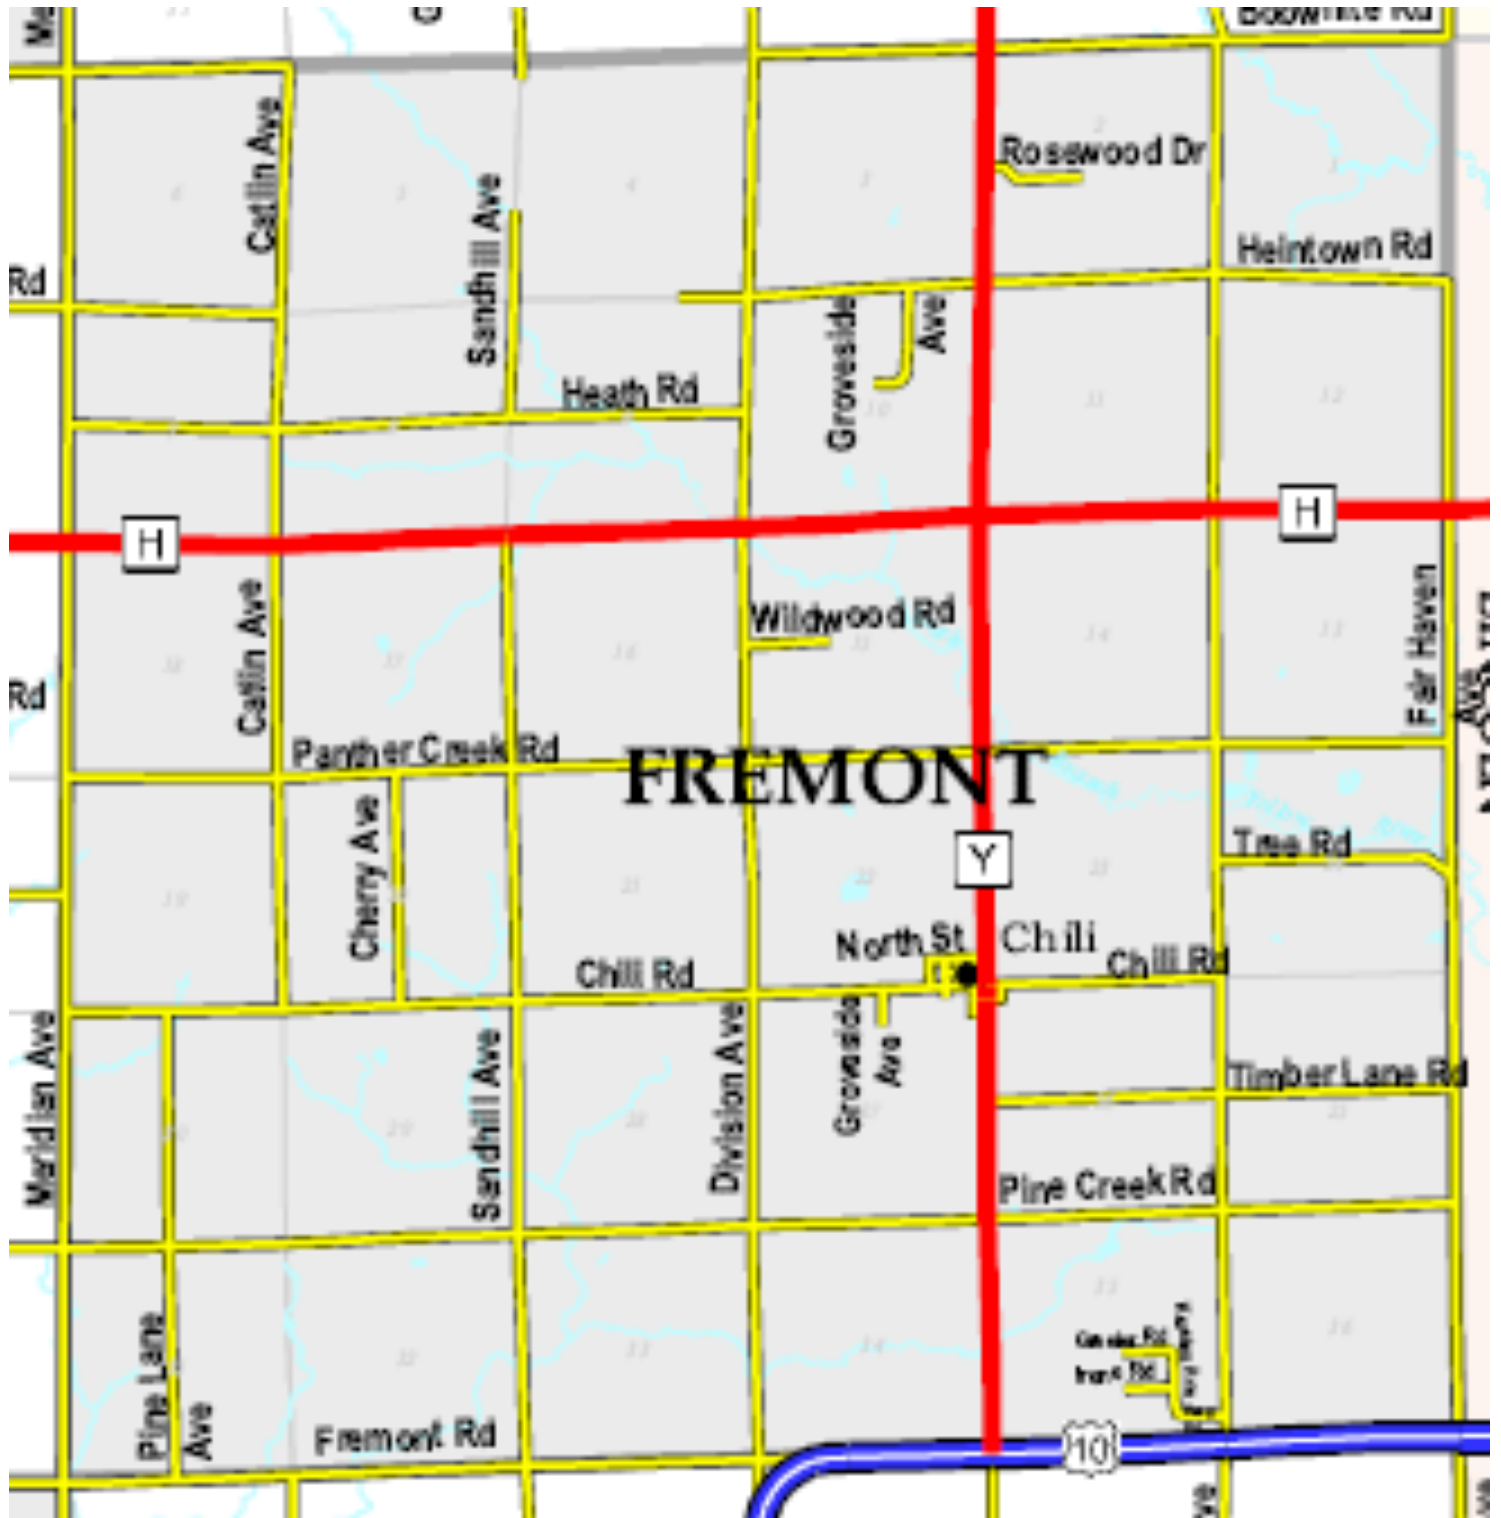 Rosewood Dr
Catlin Ave
Sandhill Ave
Heintown Rd
Rd
Groveside
Ave
Heath Rd
H
H
Catlin Ave
Wildwood Rd
Fair Haven
Ave
Rd
Panther Creek Rd
FREMONT
Cherry Ave
Y
Tree Rd
North St
Chili
Chili Rd
Chili Rd
Meridian Ave
Sandhill Ave
Division Ave
Groveside
Ave
Timber Lane Rd
Pine Creek Rd
Pine Lane
Ave
Fremont Rd
10